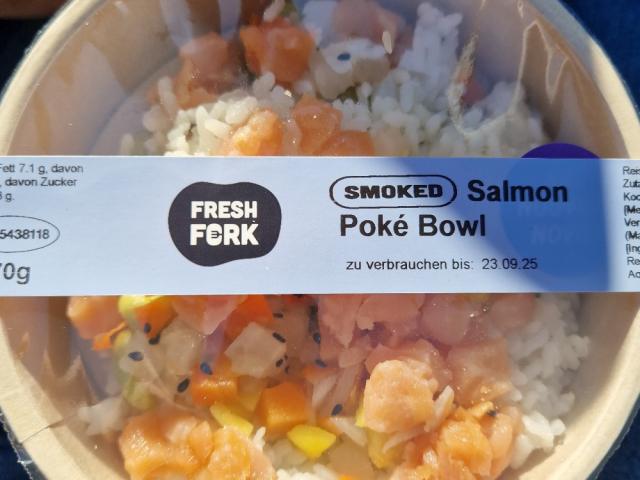 Fett 7.1 g, davon
, davon Zucker
g.
5438118
0g
FRESH
FORK
SMOKED Salmon
Poké Bowl
zu verbrauchen bis: 23.09.25